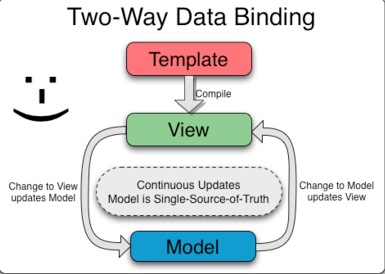 Two-Way Data Binding
Template
Compile
View
Continuous Updates
Model is Single-Source-of-Truth
Change to View
updates Model
Change to Model
updates View
Model